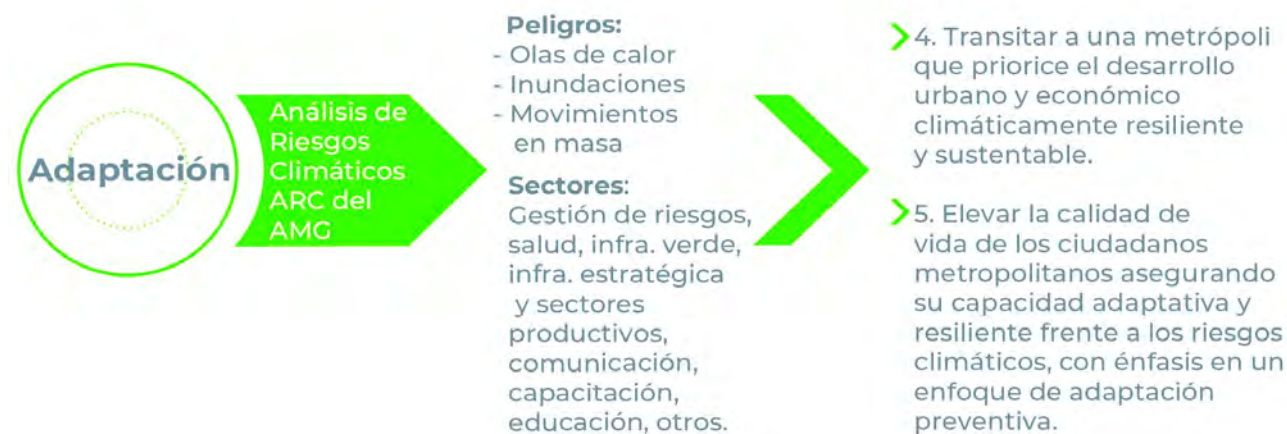 Adaptación
Análisis de
Riesgos
Climáticos
ARC del
AMG
Peligros:
- Olas de calor
- Inundaciones
- Movimientos
en masa
Sectores:
Gestión de riesgos,
salud, infra. verde,
infra. estratégica
y sectores
productivos,
comunicación,
capacitación,
educación, otros.
4. Transitar a una metrópoli
que priorice el desarrollo
urbano y económico
climáticamente resiliente
y sustentable.
5. Elevar la calidad de
vida de los ciudadanos
metropolitanos asegurando
su capacidad adaptativa y
resiliente frente a los riesgos
climáticos, con énfasis en un
enfoque de adaptación
preventiva.